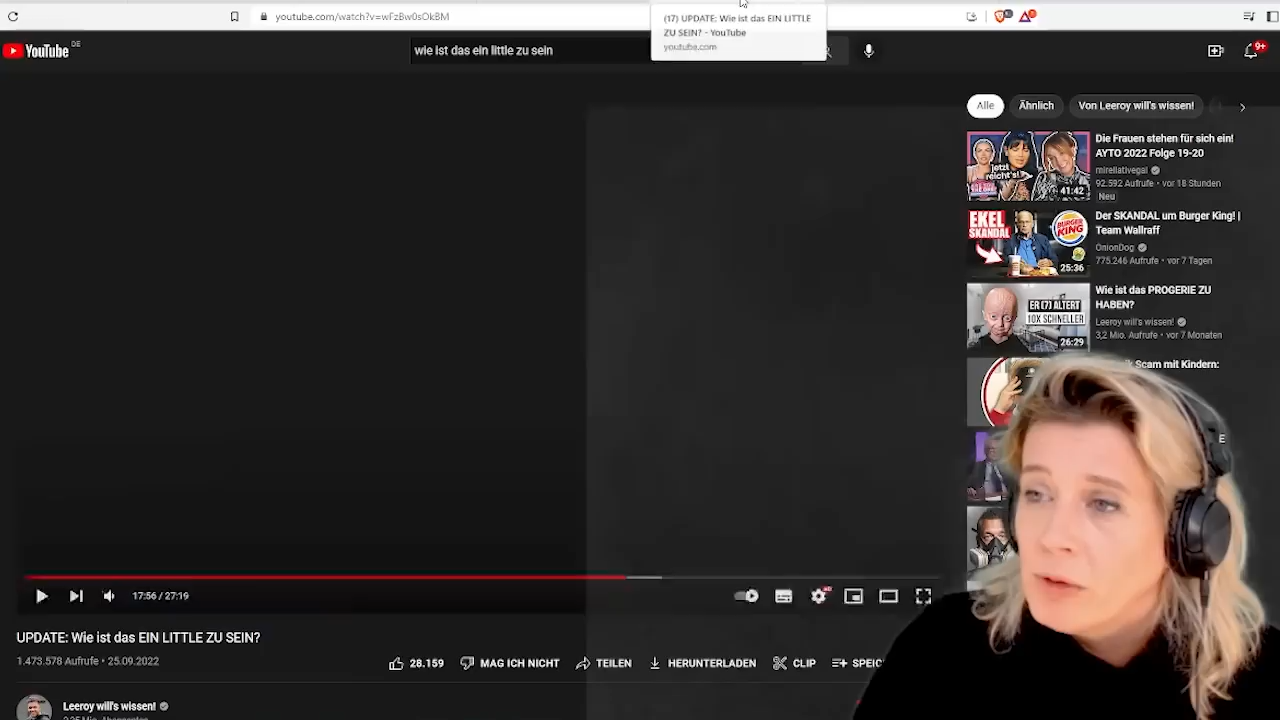 youtube.com/watch?v=wFzBw0sOkBM
(17) UPDATE: Wie ist das EIN LITTLE
ZU SEIN? - YouTube
youtube.com
YouTube DE
wie ist das ein little zu sein
9+
Alle
Ähnlich
Von Leeroy will's wissen!
jetzt
reicht's!
41:42
Die Frauen stehen für sich ein!
AYTO 2022 Folge 19-20
mirellativegal
92.592 Aufrufe • vor 18 Stunden
Neu
EKEL
SKANDAL
BURGER
KING
25:36
Der SKANDAL um Burger King! |
Team Wallraff
OnionDog
775.246 Aufrufe • vor 7 Tagen
ER (7) ALTERT
10X SCHNELLER
26:29
Wie ist das PROGERIE ZU
HABEN?
Leeroy will's wissen!
3,2 Mio. Aufrufe • vor 7 Monaten
Scam mit Kindern:
E
17:56 / 27:19
UPDATE: Wie ist das EIN LITTLE ZU SEIN?
1.473.578 Aufrufe • 25.09.2022
28.159
MAG ICH NICHT
TEILEN
HERUNTERLADEN
CLIP
SPEIC
Leeroy will's wissen!